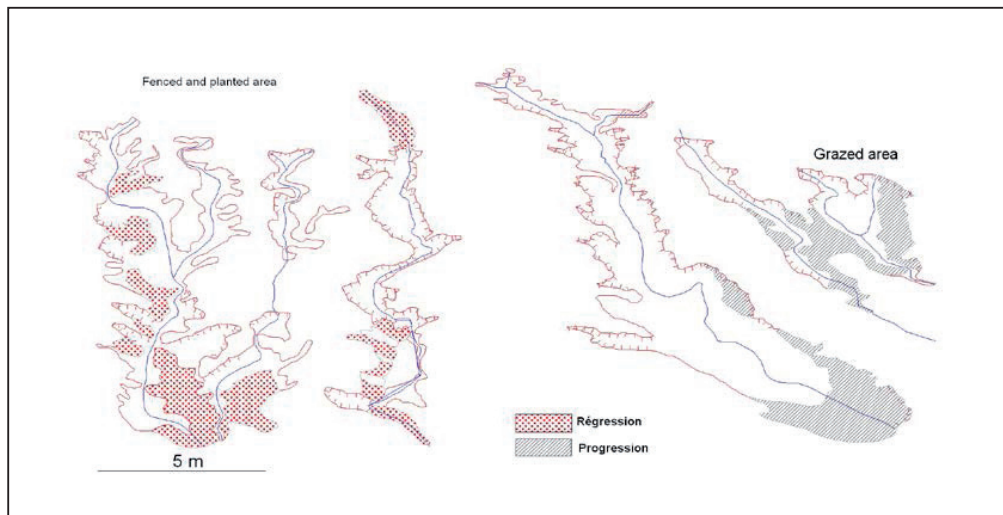 Fenced and planted area
Grazed area
Régression
Progression
5 m